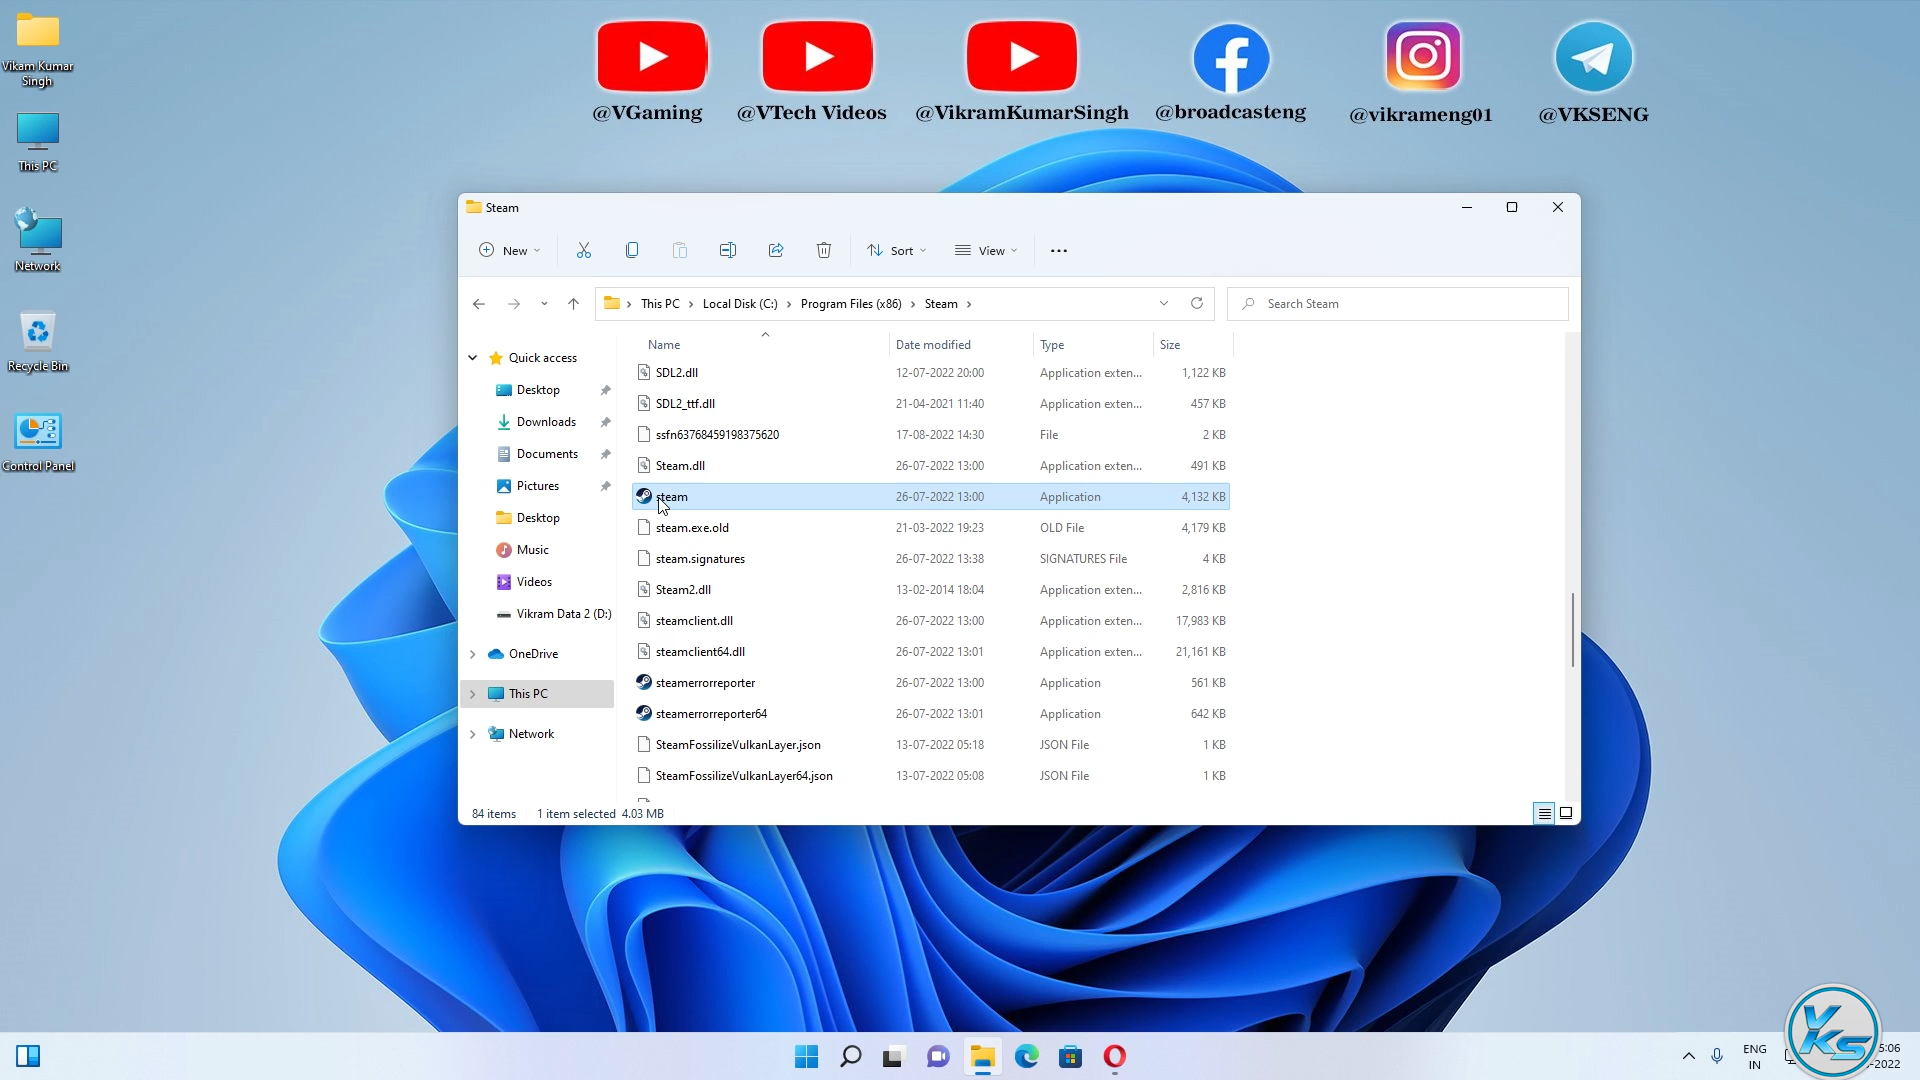 Vikam Kumar
Singh
This PC
Network
Recycle Bin
Control Panel
@VGaming
@VTech Videos
@VikramKumarSingh
@broadcasteng
@vikrameng01
@VKSENG
Steam
New
Sort
View
This PC
Local Disk (C:)
Program Files (x86)
Steam
Search Steam
Quick access
Desktop
Downloads
Documents
Pictures
Desktop
Music
Videos
Vikram Data 2 (D:)
OneDrive
This PC
Network
Name Date modified Type Size
SDL2.dll 12-07-2022 20:00 Application exten... 1,122 KB
SDL2_ttf.dll 21-04-2021 11:40 Application exten... 457 KB
ssfn63768459198375620 17-08-2022 14:30 File 2 KB
Steam.dll 26-07-2022 13:00 Application exten... 491 KB
steam 26-07-2022 13:00 Application 4,132 KB
steam.exe.old 21-03-2022 19:23 OLD File 4,179 KB
steam.signatures 26-07-2022 13:38 SIGNATURES File 4 KB
Steam2.dll 13-02-2014 18:04 Application exten... 2,816 KB
steamclient.dll 26-07-2022 13:00 Application exten... 17,983 KB
steamclient64.dll 26-07-2022 13:01 Application exten... 21,161 KB
steamerrorreporter 26-07-2022 13:00 Application 561 KB
steamerrorreporter64 26-07-2022 13:01 Application 642 KB
SteamFossilizeVulkanLayer.json 13-07-2022 05:18 JSON File 1 KB
SteamFossilizeVulkanLayer64.json 13-07-2022 05:08 JSON File 1 KB
84 items 1 item selected 4.03 MB
ENG
IN
VKS
5:06
-2022